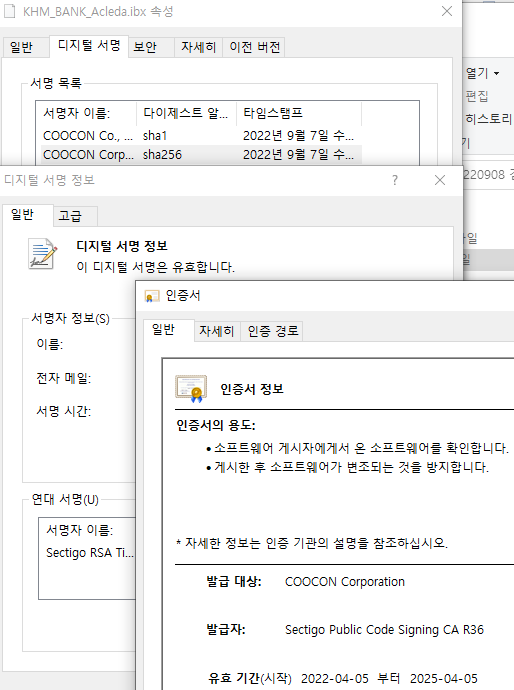 KHM_BANK_Acleda.ibx 속성
일반 디지털 서명 보안 자세히 이전 버전
서명 목록
서명자 이름: 다이제스트 알... 타임스탬프
COOCON Co., ... sha1 2022년 9월 7일 수...
COOCON Corp... sha256 2022년 9월 7일 수...
열기
편집
히스토리
220908
디지털 서명 정보 ?
일반 고급
디지털 서명 정보
이 디지털 서명은 유효합니다.
서명자 정보(S)
이름:
전자 메일:
서명 시간:
연대 서명(U)
서명자 이름:
Sectigo RSA Ti...
인증서
일반 자세히 인증 경로
인증서 정보
인증서의 용도:
• 소프트웨어 게시자에게서 온 소프트웨어를 확인합니다.
• 게시한 후 소프트웨어가 변조되는 것을 방지합니다.
* 자세한 정보는 인증 기관의 설명을 참조하십시오.
발급 대상: COOCON Corporation
발급자: Sectigo Public Code Signing CA R36
유효 기간(시작) 2022-04-05 부터 2025-04-05